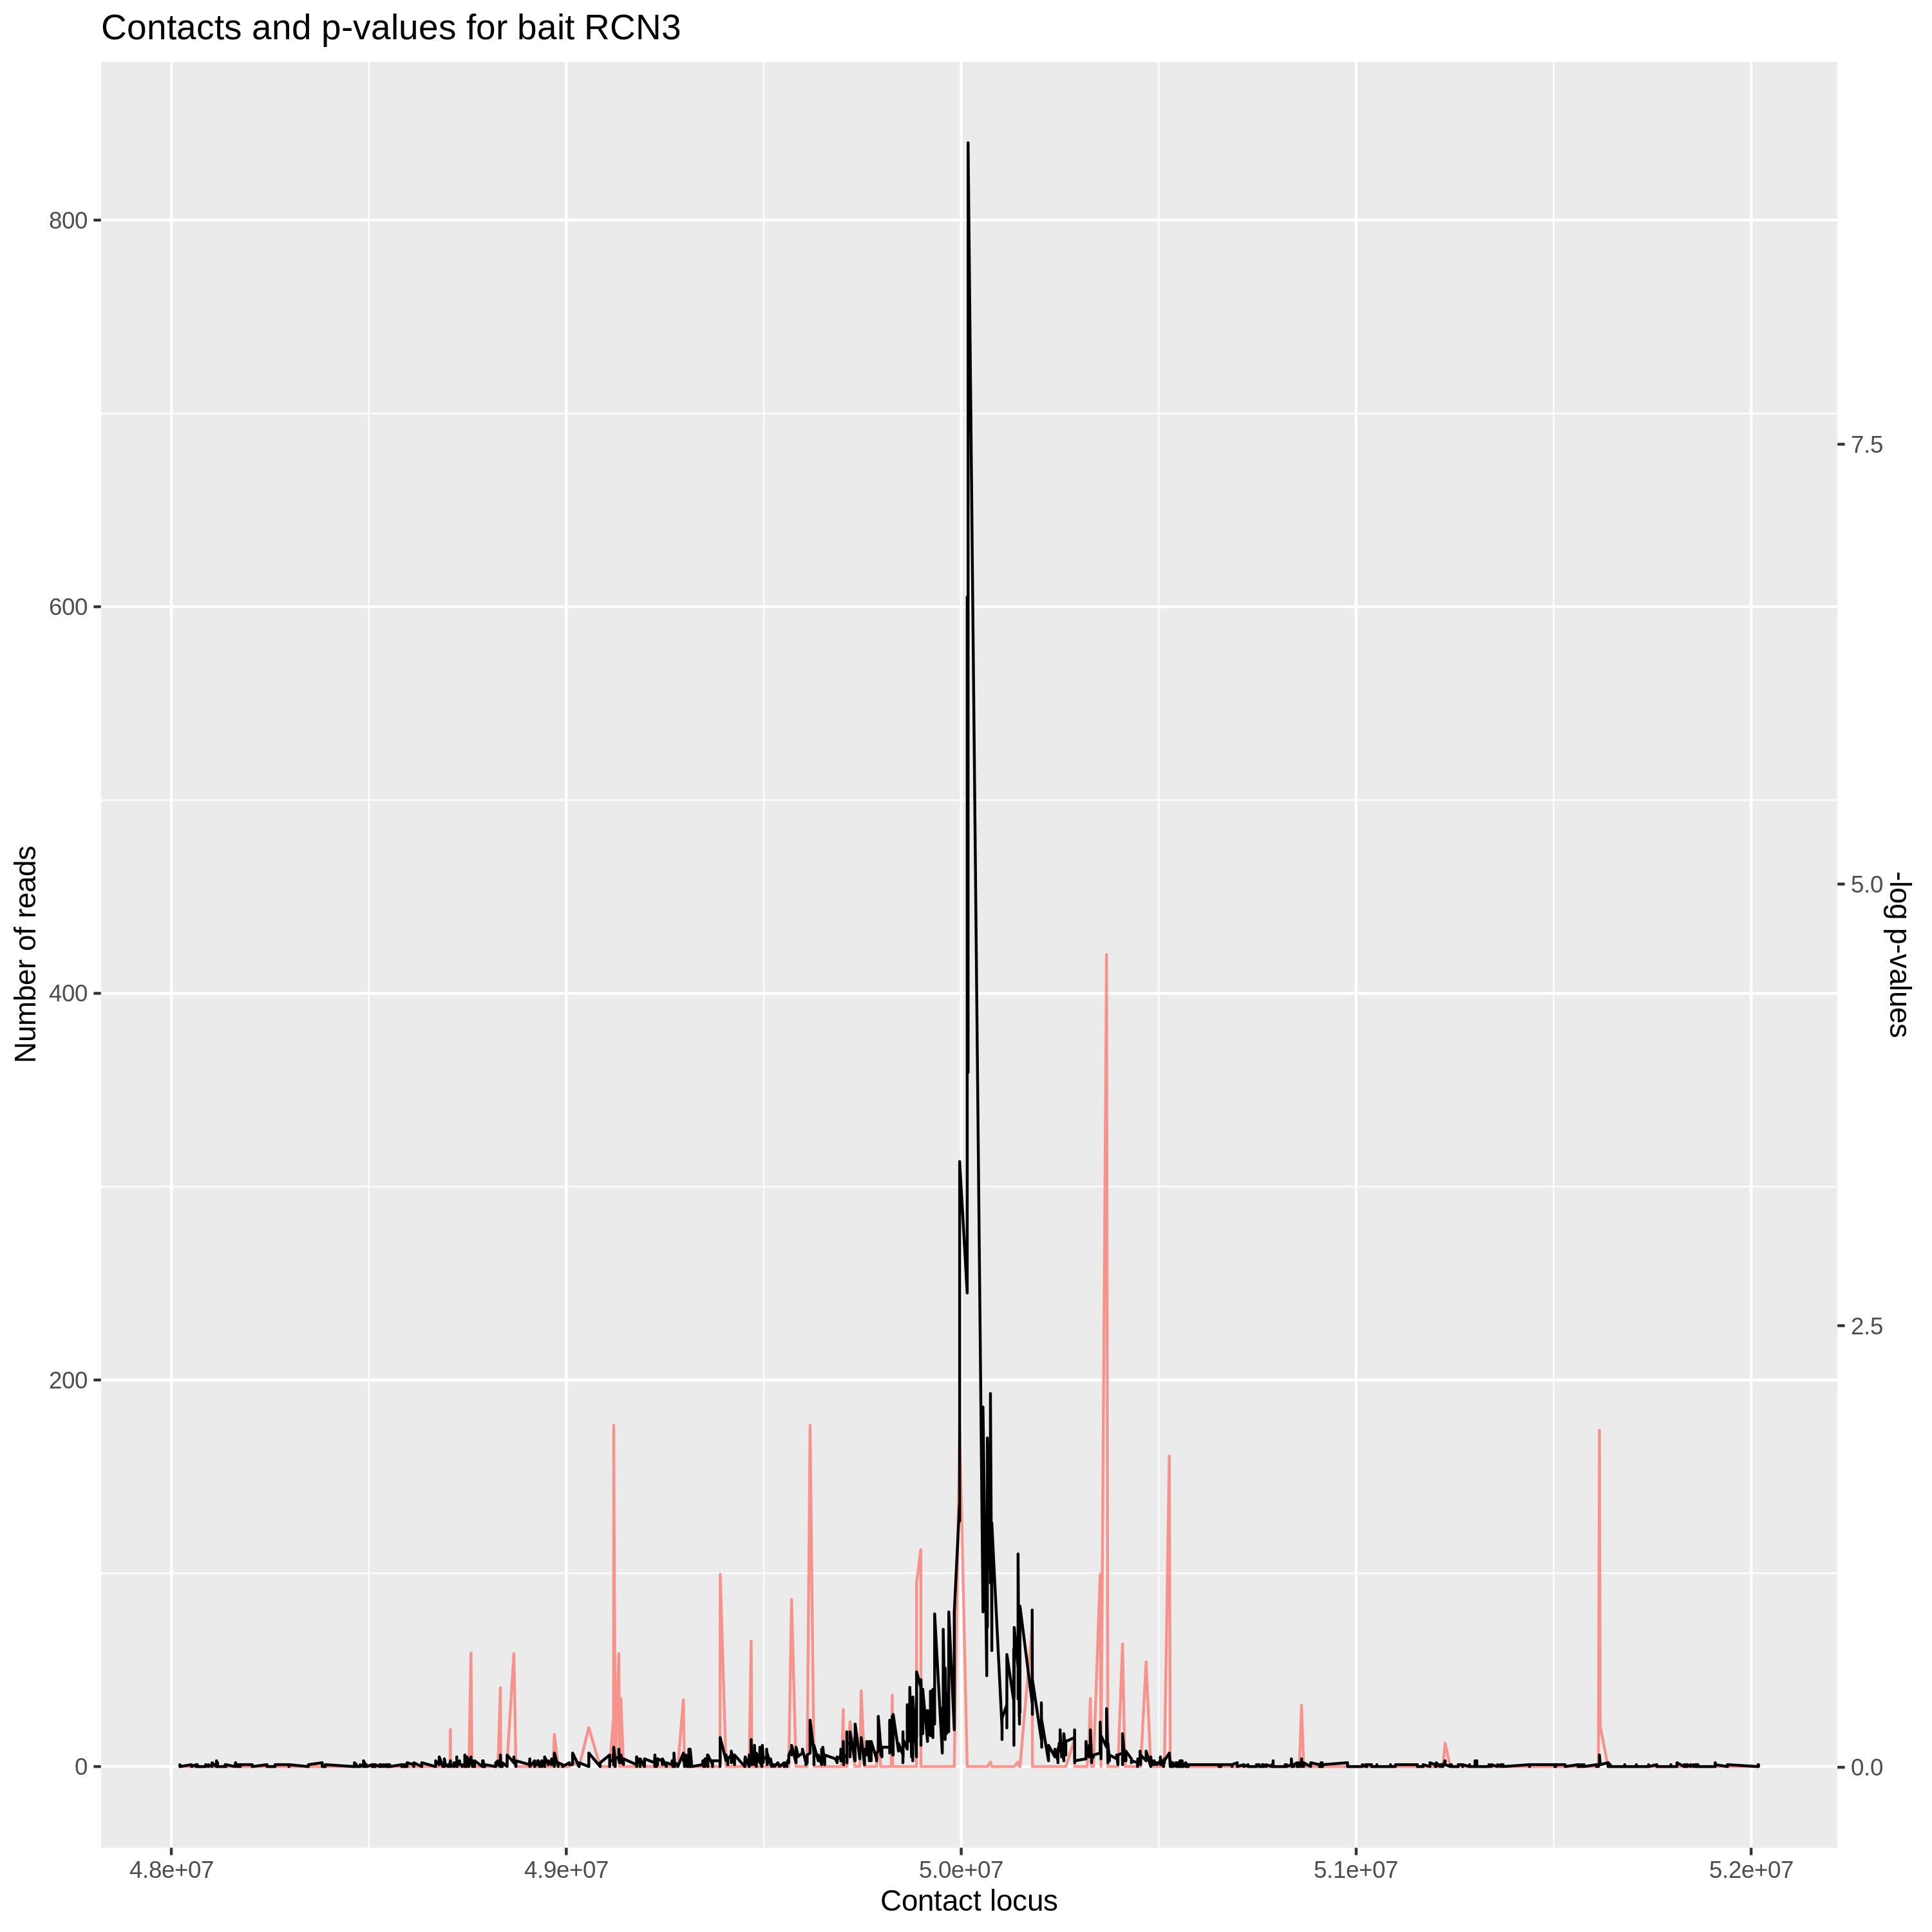 Contacts and p-values for bait RCN3
800
600
400
200
0
Number of reads
7.5
5.0
2.5
0.0
-log p-values
4.8e+07
4.9e+07
5.0e+07
5.1e+07
5.2e+07
Contact locus